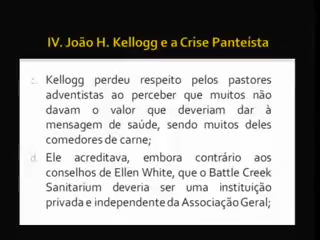 IV. João H. Kellogg e a Crise Panteísta
c. Kellogg perdeu respeito pelos pastores
adventistas ao perceber que muitos não
davam o valor que deveriam dar à
mensagem de saúde, sendo muitos deles
comedores de carne;
d. Ele acreditava, embora contrário aos
conselhos de Ellen White, que o Battle Creek
Sanitarium deveria ser uma instituição
privada e independente da Associação Geral;